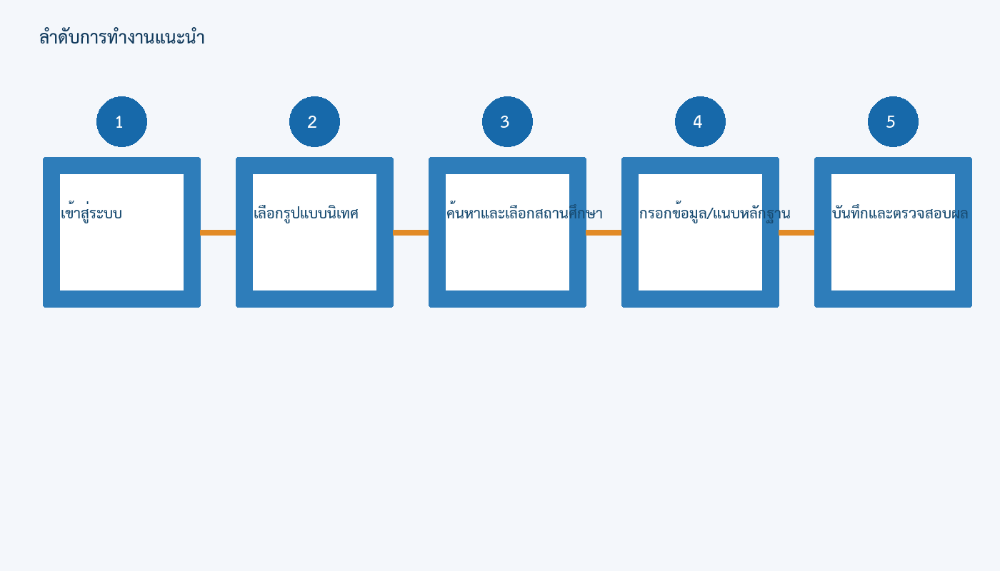 ลำดับการทำงานแนะนำ
1
2
3
4
5
เข้าสู่ระบบ
เลือกรูปแบบนิเทศ
ค้นหาและเลือกสถานศึกษา
กรอกข้อมูล/แนบหลักฐาน
บันทึกและตรวจสอบผล